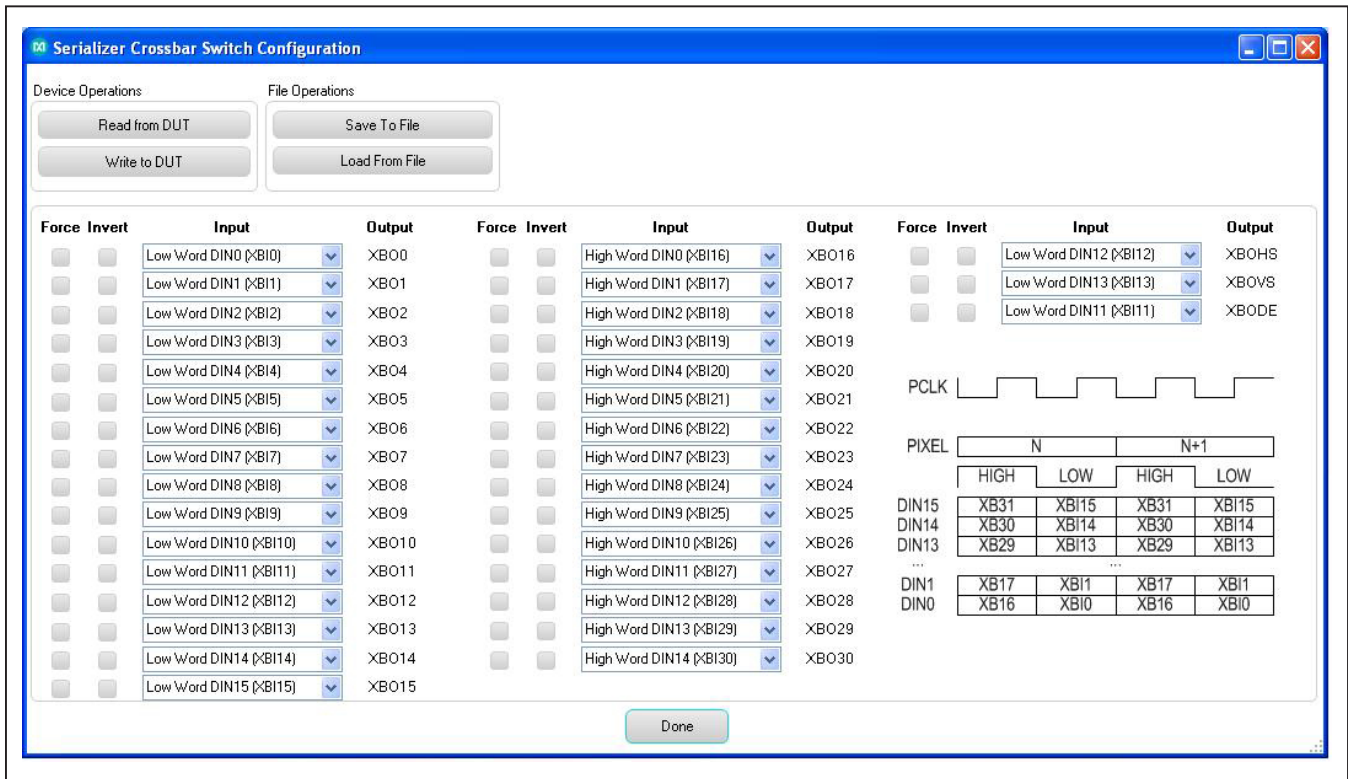 Serializer Crossbar Switch Configuration
Device Operations File Operations
Read from DUT Save To File
Write to DUT Load From File
Force Invert Input Output Force Invert Input Output Force Invert Input Output
Low Word DIN0 (XBI0) XBO0 High Word DIN0 (XBI16) XBO16 Low Word DIN12 (XBI12) XBOHS
Low Word DIN1 (XBI1) XBO1 High Word DIN1 (XBI17) XBO17 Low Word DIN13 (XBI13) XBOVS
Low Word DIN2 (XBI2) XBO2 High Word DIN2 (XBI18) XBO18 Low Word DIN11 (XBI11) XBODE
Low Word DIN3 (XBI3) XBO3 High Word DIN3 (XBI19) XBO19
Low Word DIN4 (XBI4) XBO4 High Word DIN4 (XBI20) XBO20
Low Word DIN5 (XBI5) XBO5 High Word DIN5 (XBI21) XBO21 PCLK
Low Word DIN6 (XBI6) XBO6 High Word DIN6 (XBI22) XBO22
Low Word DIN7 (XBI7) XBO7 High Word DIN7 (XBI23) XBO23 PIXEL N N+1
Low Word DIN8 (XBI8) XBO8 High Word DIN8 (XBI24) XBO24 HIGH LOW HIGH LOW
Low Word DIN9 (XBI9) XBO9 High Word DIN9 (XBI25) XBO25 DIN15 XB31 XBI15 XB31 XBI15
DIN14 XB30 XBI14 XB30 XBI14
Low Word DIN10 (XBI10) XBO10 High Word DIN10 (XBI26) XBO26 DIN13 XB29 XBI13 XB29 XBI13
Low Word DIN11 (XBI11) XBO11 High Word DIN11 (XBI27) XBO27 ... ...
DIN1 XB17 XBI1 XB17 XBI1
Low Word DIN12 (XBI12) XBO12 High Word DIN12 (XBI28) XBO28 DIN0 XB16 XBI0 XB16 XBI0
Low Word DIN13 (XBI13) XBO13 High Word DIN13 (XBI29) XBO29
Low Word DIN14 (XBI14) XBO14 High Word DIN14 (XBI30) XBO30
Low Word DIN15 (XBI15) XBO15
Done